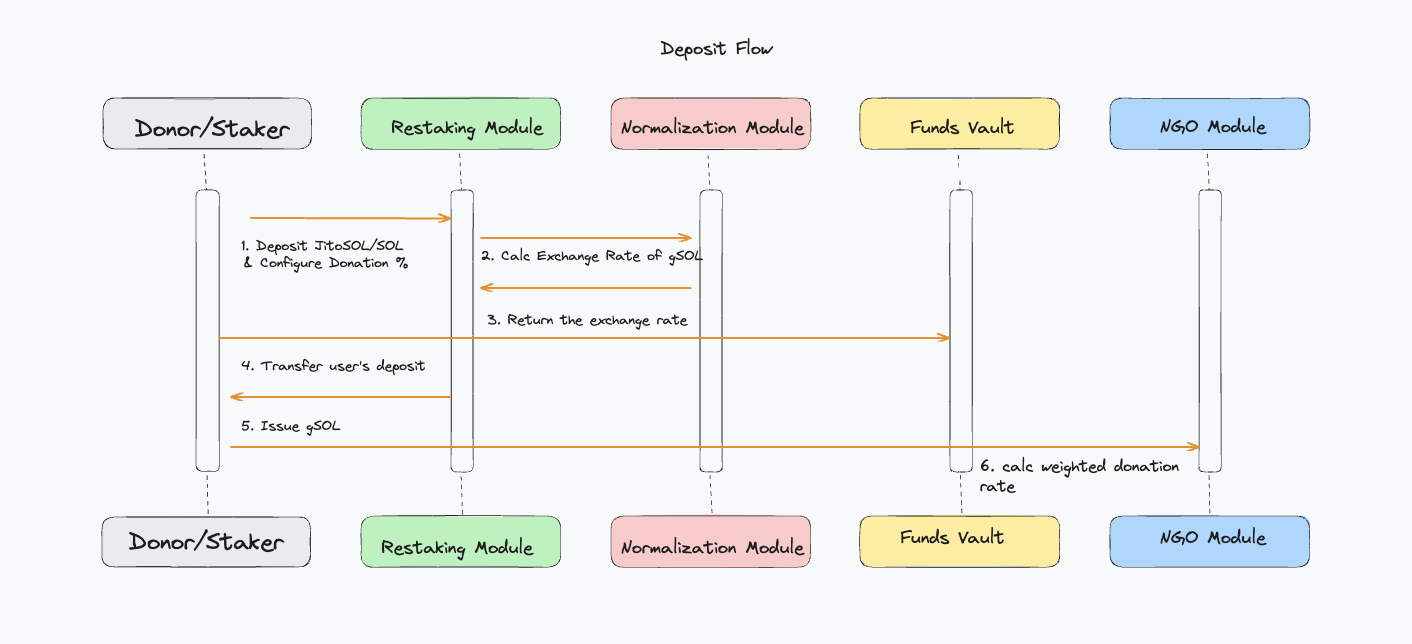 Deposit Flow
Donor/Staker
Restaking Module
Normalization Module
Funds Vault
NGO Module
1. Deposit JitoSOL/SOL
& Configure Donation %
2. Calc Exchange Rate of gSOL
3. Return the exchange rate
4. Transfer user's deposit
5. Issue gSOL
6. calc weighted donation
rate
Donor/Staker
Restaking Module
Normalization Module
Funds Vault
NGO Module